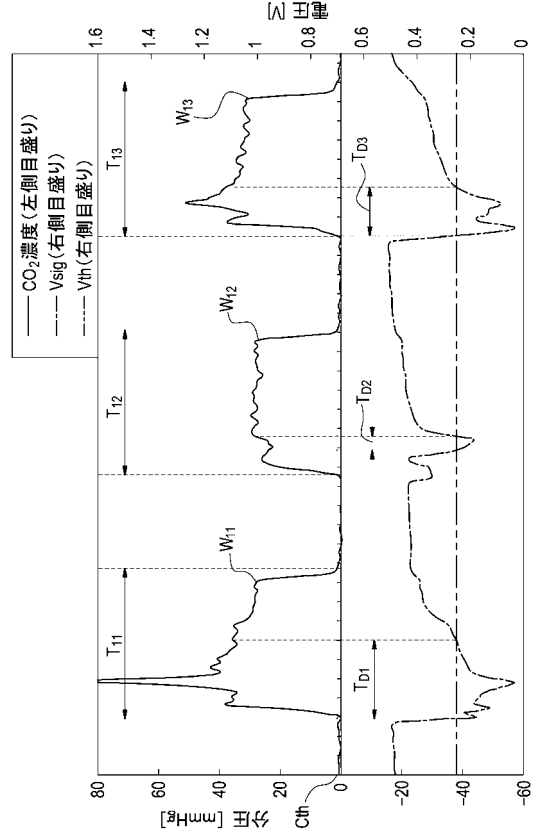 CO₂濃度(左側目盛り)
Vsig(右側目盛り)
Vth(右側目盛り)
T₁₁
T₁₂
T₁₃
W₁₁
W₁₂
W₁₃
T_D1
T_D2
T_D3
分圧 [mmHg]
80
60
40
20
0
-20
-40
-60
Cth
電圧 [V]
1.6
1.4
1.2
1
0.8
0.6
0.4
0.2
0